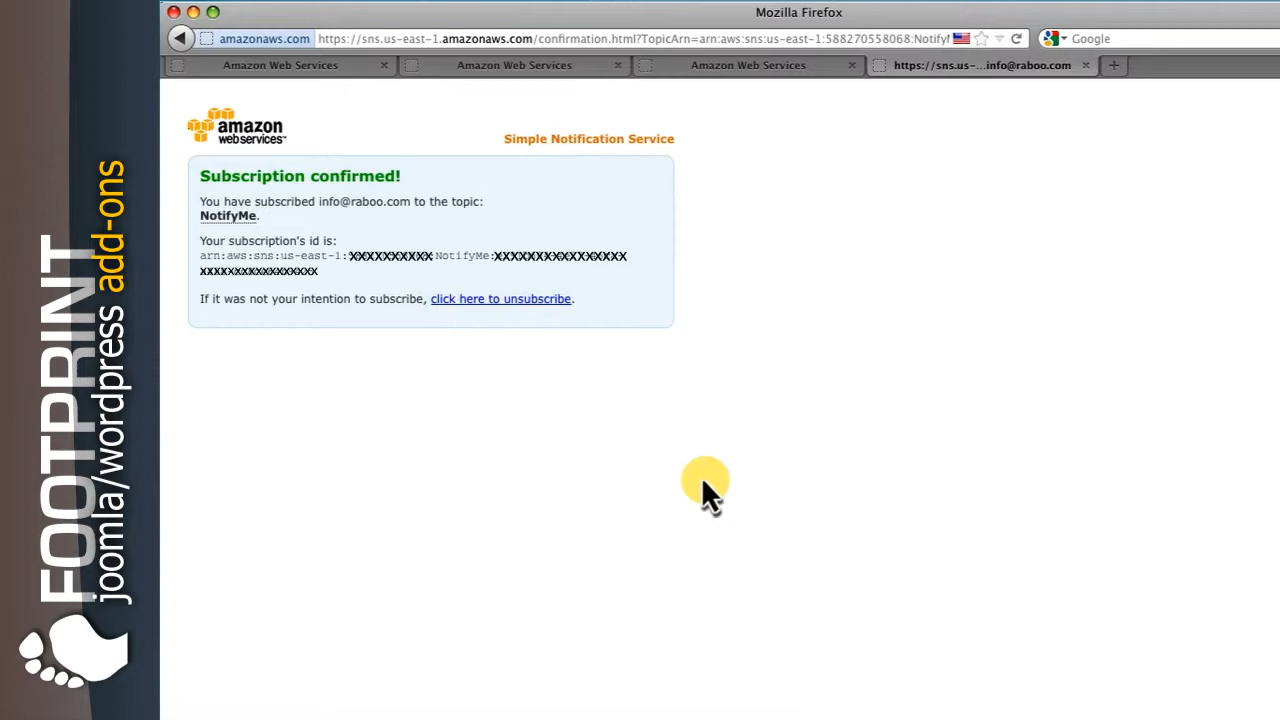 Mozilla Firefox
amazonaws.com https://sns.us-east-1.amazonaws.com/confirmation.html?TopicArn=arn:aws:sns:us-east-1:588270558068:Notify Google
Amazon Web Services × Amazon Web Services × Amazon Web Services × https://sns.us-...info@raboo.com × +
amazon
webservices™
Simple Notification Service
Subscription confirmed!
You have subscribed info@raboo.com to the topic:
NotifyMe.
Your subscription's id is:
arn:aws:sns:us-east-1: NotifyMe:
If it was not your intention to subscribe, click here to unsubscribe.
FOOTPRINT
joomla/wordpress add-ons